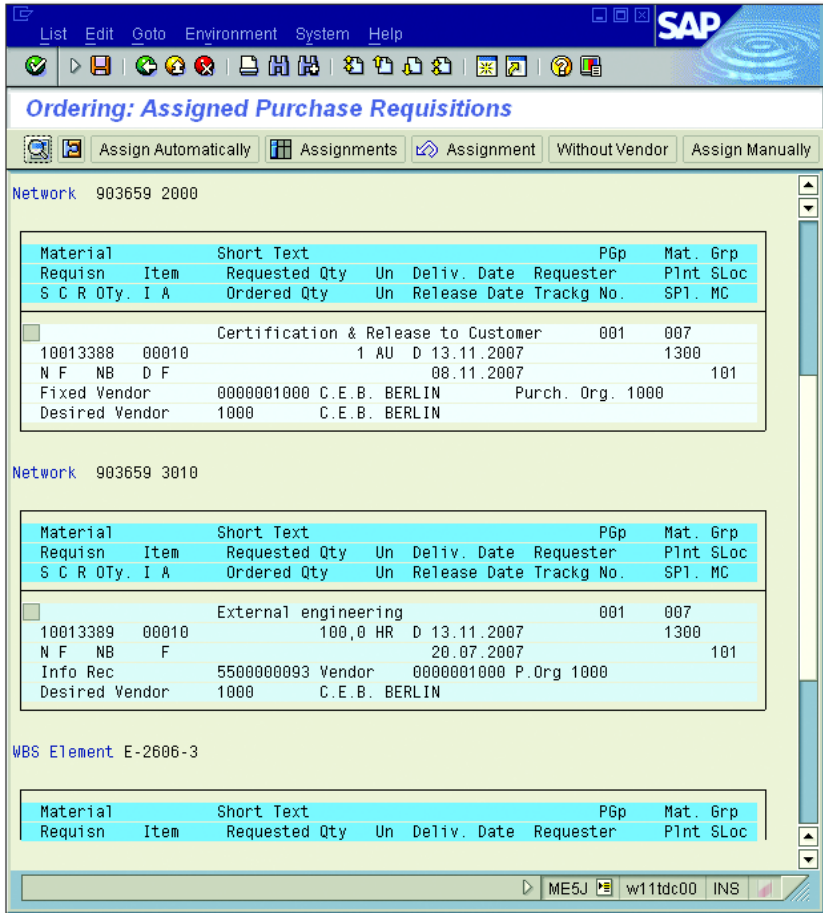 List Edit Goto Environment System Help
SAP
Ordering: Assigned Purchase Requisitions
Assign Automatically Assignments Assignment Without Vendor Assign Manually
Network 903659 2000
Material Short Text PGp Mat. Grp
Requisn Item Requested Qty Un Deliv. Date Requester Plnt SLoc
S C R OTy. I A Ordered Qty Un Release Date Trackg No. SPl. MC
Certification & Release to Customer 001 007
10013388 00010 1 AU D 13.11.2007 1300
N F NB D F 08.11.2007 101
Fixed Vendor 0000001000 C.E.B. BERLIN Purch. Org. 1000
Desired Vendor 1000 C.E.B. BERLIN
Network 903659 3010
Material Short Text PGp Mat. Grp
Requisn Item Requested Qty Un Deliv. Date Requester Plnt SLoc
S C R OTy. I A Ordered Qty Un Release Date Trackg No. SPl. MC
External engineering 001 007
10013389 00010 100,0 HR D 13.11.2007 1300
N F NB F 20.07.2007 101
Info Rec 5500000093 Vendor 0000001000 P.Org 1000
Desired Vendor 1000 C.E.B. BERLIN
WBS Element E-2606-3
Material Short Text PGp Mat. Grp
Requisn Item Requested Qty Un Deliv. Date Requester Plnt SLoc
ME5J w11tdc00 INS